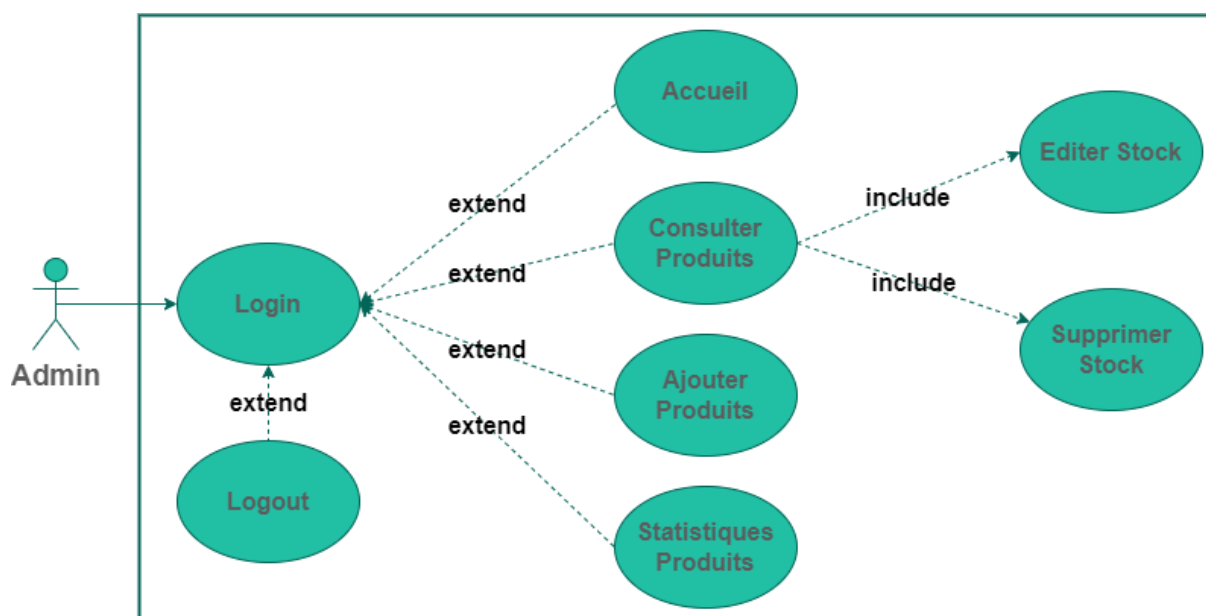 Accueil
Editer Stock
extend
include
Consulter
Produits
extend
include
Login
Supprimer
Stock
Admin
extend
Ajouter
Produits
extend
extend
Logout
Statistiques
Produits